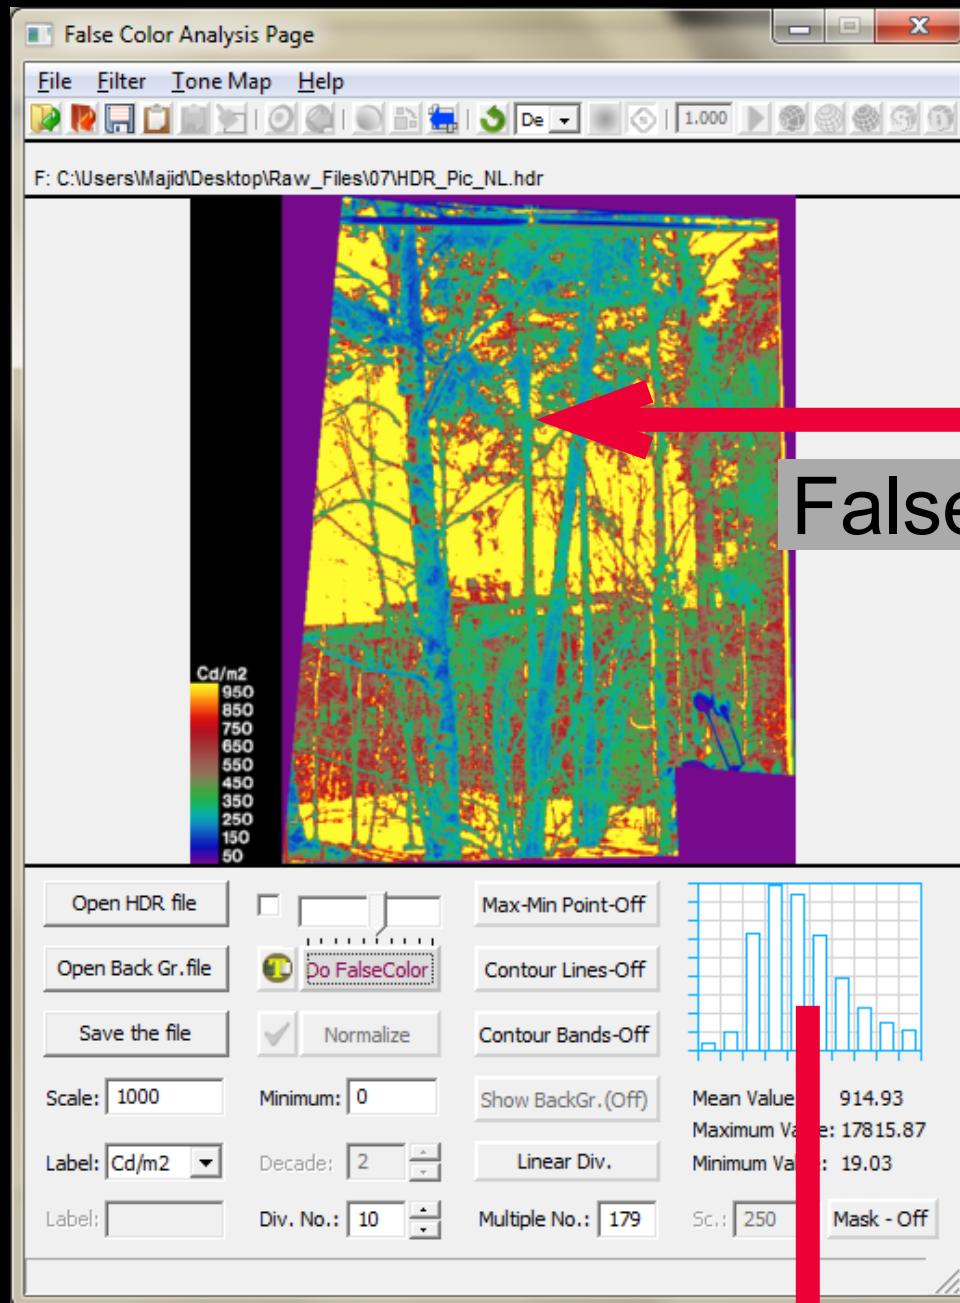 False Color Analysis Page
File Filter Tone Map Help
De 1.000
F: C:\Users\Majid\Desktop\Raw_Files\07\HDR_Pic_NL.hdr
False
Cd/m2
950
850
750
650
550
450
350
250
150
50
Open HDR file Max-Min Point-Off
Open Back Gr.file Do FalseColor Contour Lines-Off
Save the file Normalize Contour Bands-Off
Scale: 1000 Minimum: 0 Show BackGr.(Off) Mean Value 914.93
Maximum Va e: 17815.87
Label: Cd/m2 Decade: 2 Linear Div. Minimum Val : 19.03
Label: Div. No.: 10 Multiple No.: 179 Sc.: 250 Mask - Off